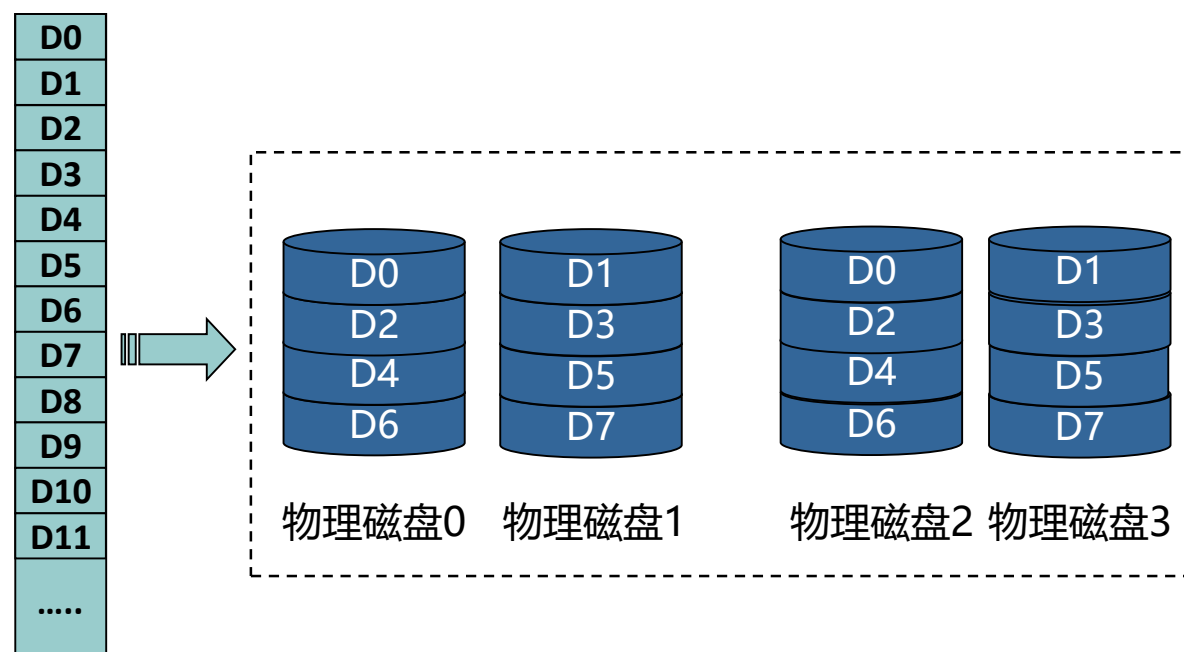 D0
D1
D2
D3
D4
D5
D6
D7
D8
D9
D10
D11
.....
D0 D1 D0 D1
D2 D3 D2 D3
D4 D5 D4 D5
D6 D7 D6 D7
物理磁盘0 物理磁盘1 物理磁盘2 物理磁盘3